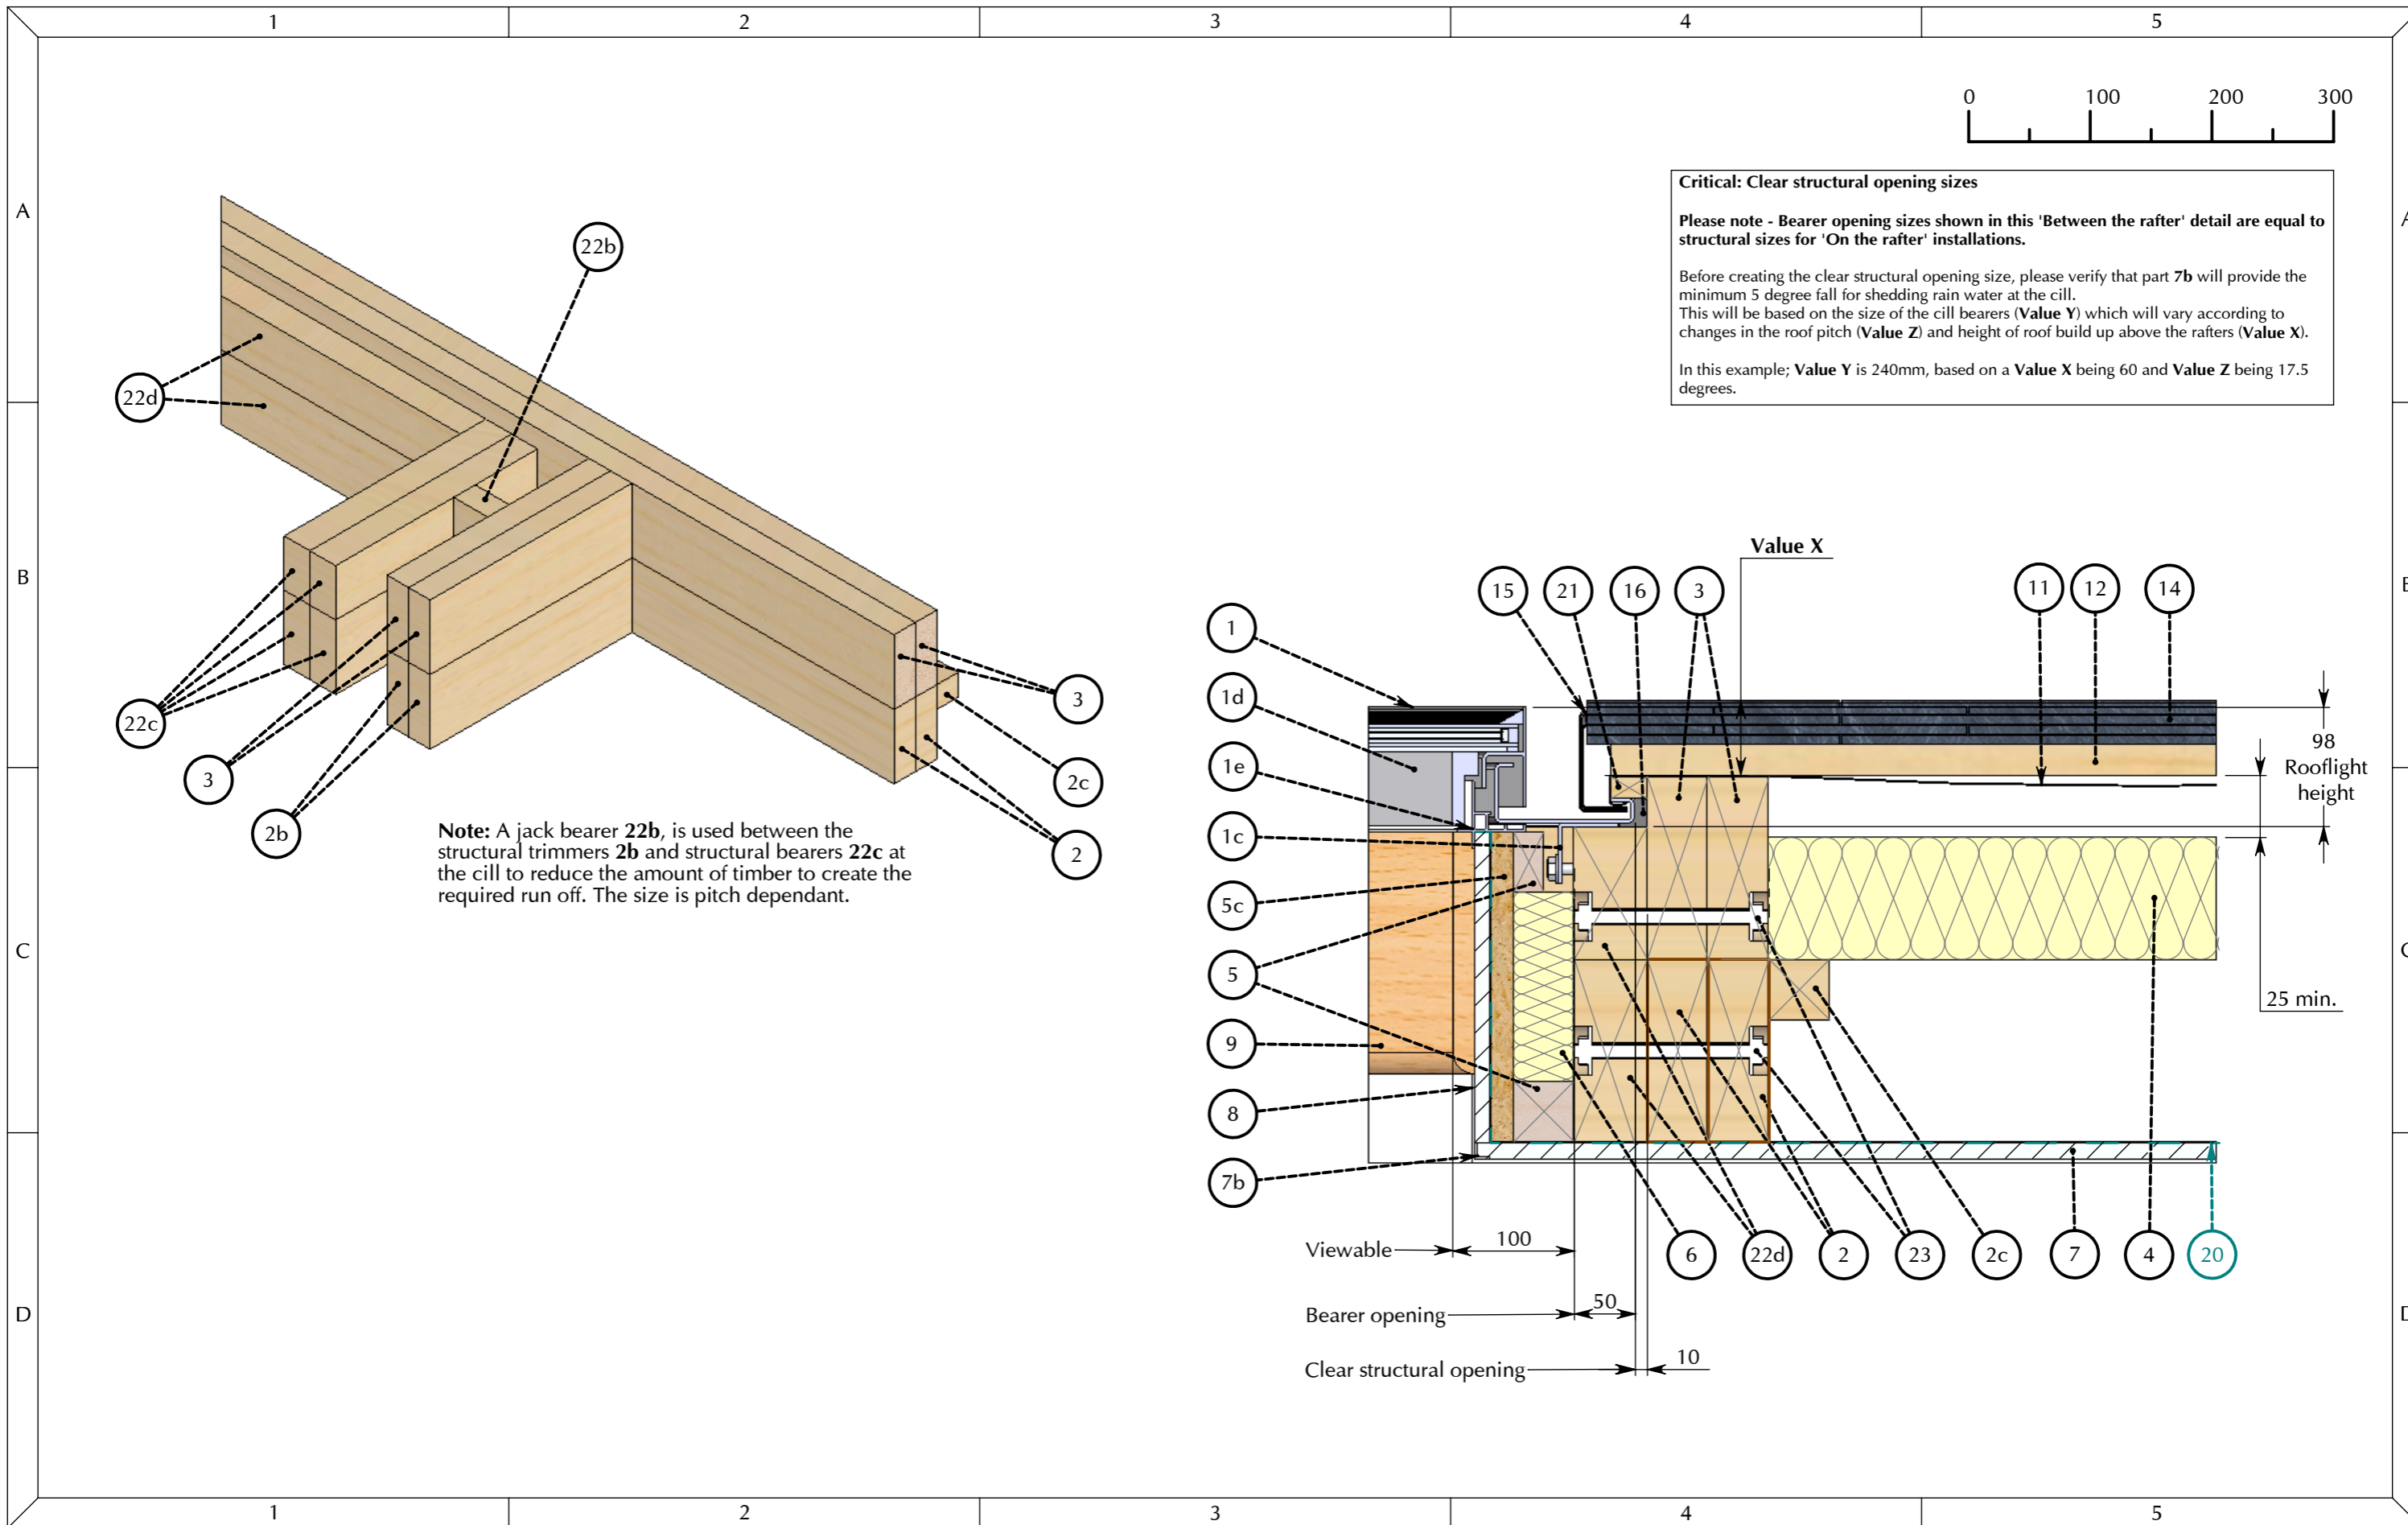 1 2 3 4 5
0 100 200 300
A
Critical: Clear structural opening sizes
Please note - Bearer opening sizes shown in this 'Between the rafter' detail are equal to
structural sizes for 'On the rafter' installations.
Before creating the clear structural opening size, please verify that part 7b will provide the
minimum 5 degree fall for shedding rain water at the cill.
This will be based on the size of the cill bearers (Value Y) which will vary according to
changes in the roof pitch (Value Z) and height of roof build up above the rafters (Value X).
In this example; Value Y is 240mm, based on a Value X being 60 and Value Z being 17.5
degrees.
22b
22d
B
22c
3
2b
3
2c
2
Note: A jack bearer 22b, is used between the
structural trimmers 2b and structural bearers 22c at
the cill to reduce the amount of timber to create the
required run off. The size is pitch dependant.
Value X
15 21 16 3 11 12 14
1
1d
1e
1c
5c
5
9
8
7b
98
Rooflight
height
25 min.
C
6 22d 2 23 2c 7 4 20
Viewable 100
Bearer opening 50
Clear structural opening 10
D
1 2 3 4 5